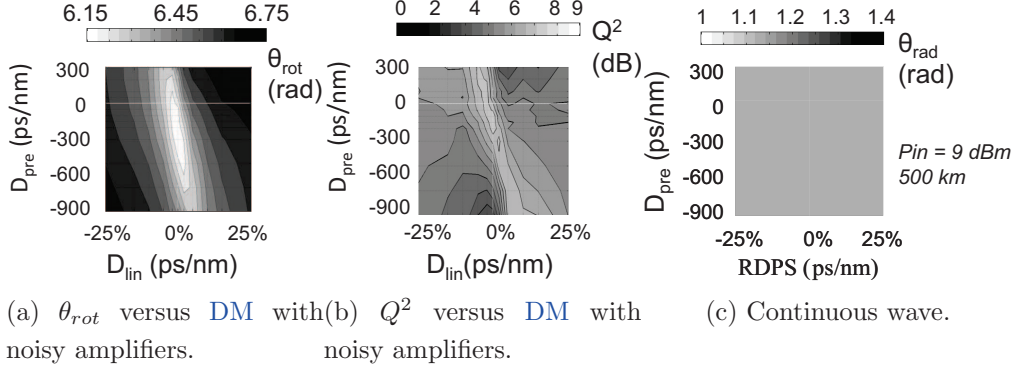 6.15 6.45 6.75
θrot
(rad)
300
0
-300
-600
-900
Dpre (ps/nm)
-25% 0% 25%
Dlin (ps/nm)
0 2 4 6 8 9
Q²
(dB)
300
0
-300
-600
-900
Dpre (ps/nm)
-25% 0% 25%
Dlin(ps/nm)
1 1.1 1.2 1.3 1.4
θrad
(rad)
300
0
-300
-600
-900
Dpre (ps/nm)
-25% 0% 25%
RDPS (ps/nm)
Pin = 9 dBm
500 km
(a) θrot versus DM with
noisy amplifiers.
(b) Q² versus DM with
noisy amplifiers.
(c) Continuous wave.